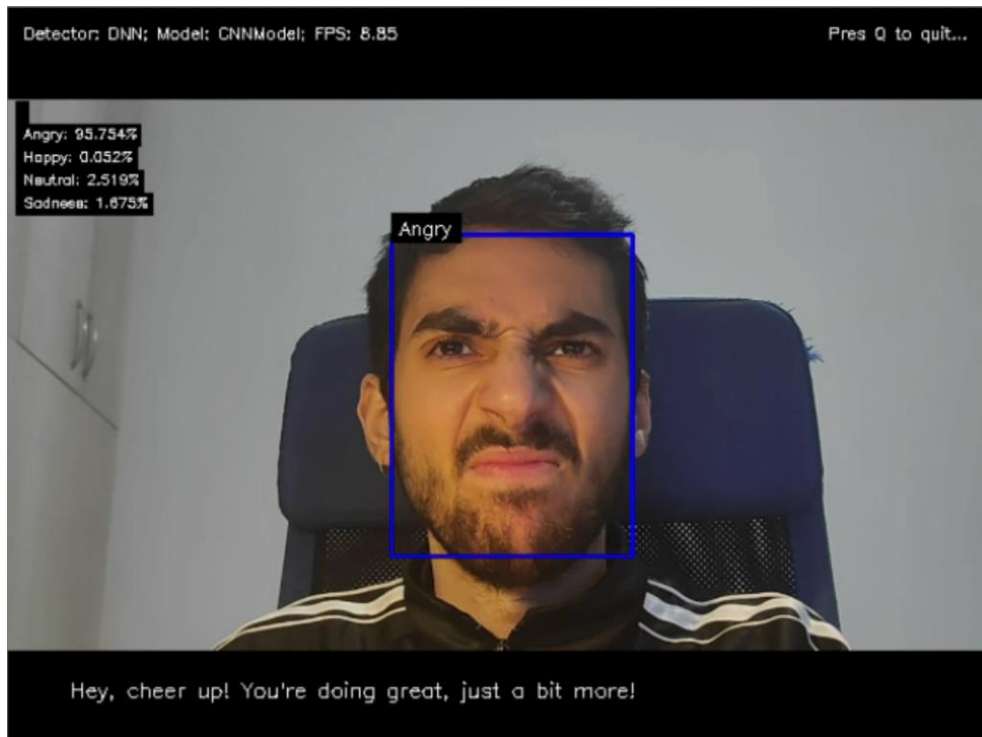 Detector: DNN; Model: CNNModel; FPS: 8.85
Pres Q to quit...
Angry: 95.754%
Happy: 0.052%
Neutral: 2.519%
Sadness: 1.675%
Angry
Hey, cheer up! You're doing great, just a bit more!